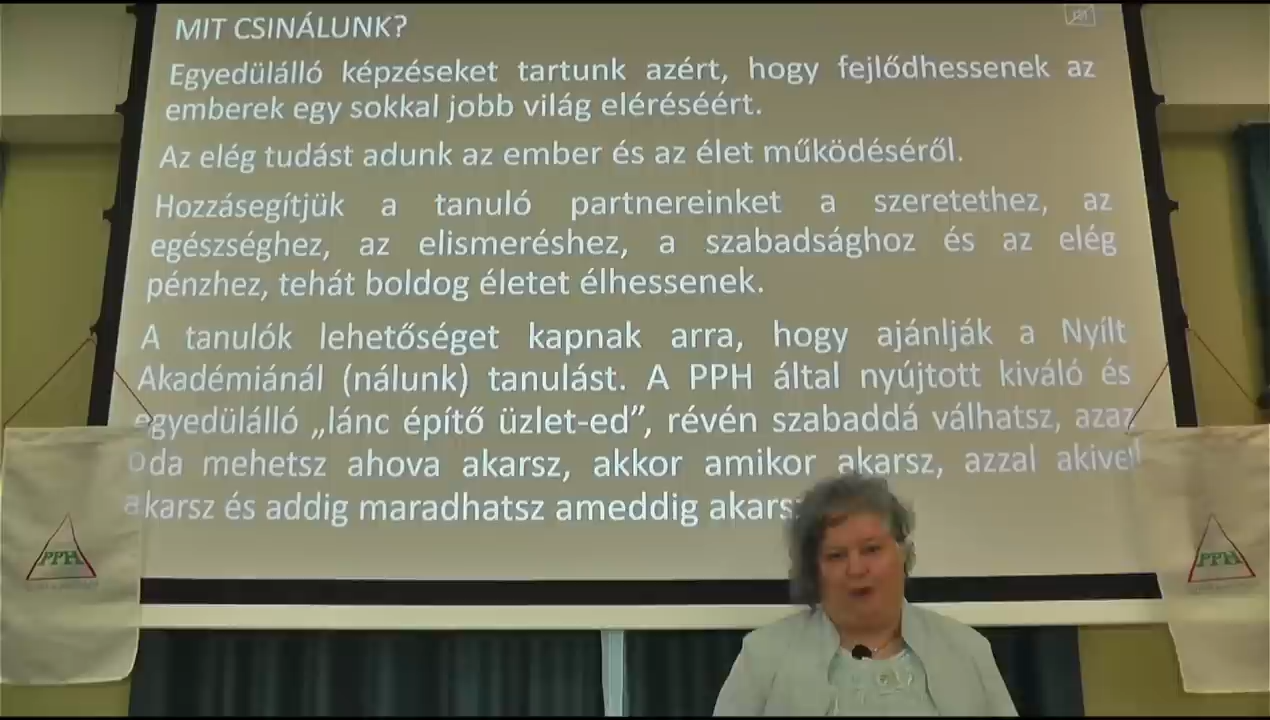 MIT CSINÁLUNK?
Egyedülálló képzéseket tartunk azért, hogy fejlődhessenek az
emberek egy sokkal jobb világ eléréséért.
Az elég tudást adunk az ember és az élet működéséről.
Hozzásegítjük a tanuló partnereinket a szeretethez, az
egészséghez, az elismeréshez, a szabadsághoz és az elég
pénzhez, tehát boldog életet élhessenek.
A tanulók lehetőséget kapnak arra, hogy ajánlják a Nyílt
Akadémiánál (nálunk) tanulást. A PPH által nyújtott kiváló és
egyedülálló „lánc építő üzlet-ed”, révén szabaddá válhatsz, azaz
oda mehetsz ahova akarsz, akkor amikor akarsz, azzal akivel
akarsz és addig maradhatsz ameddig akarsz
PPH
PPH